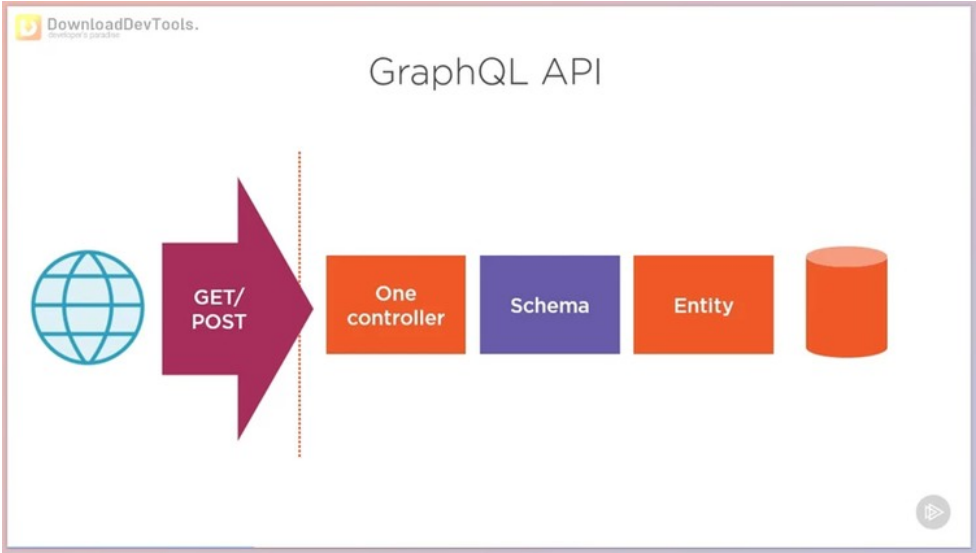 DownloadDevTools.
developer's paradise
GraphQL API
GET/
POST
One
controller
Schema
Entity